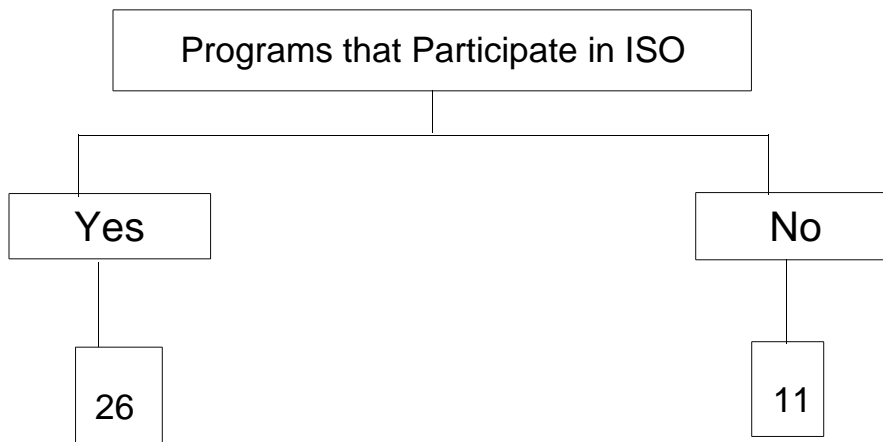 Programs that Participate in ISO
Yes
No
26
11